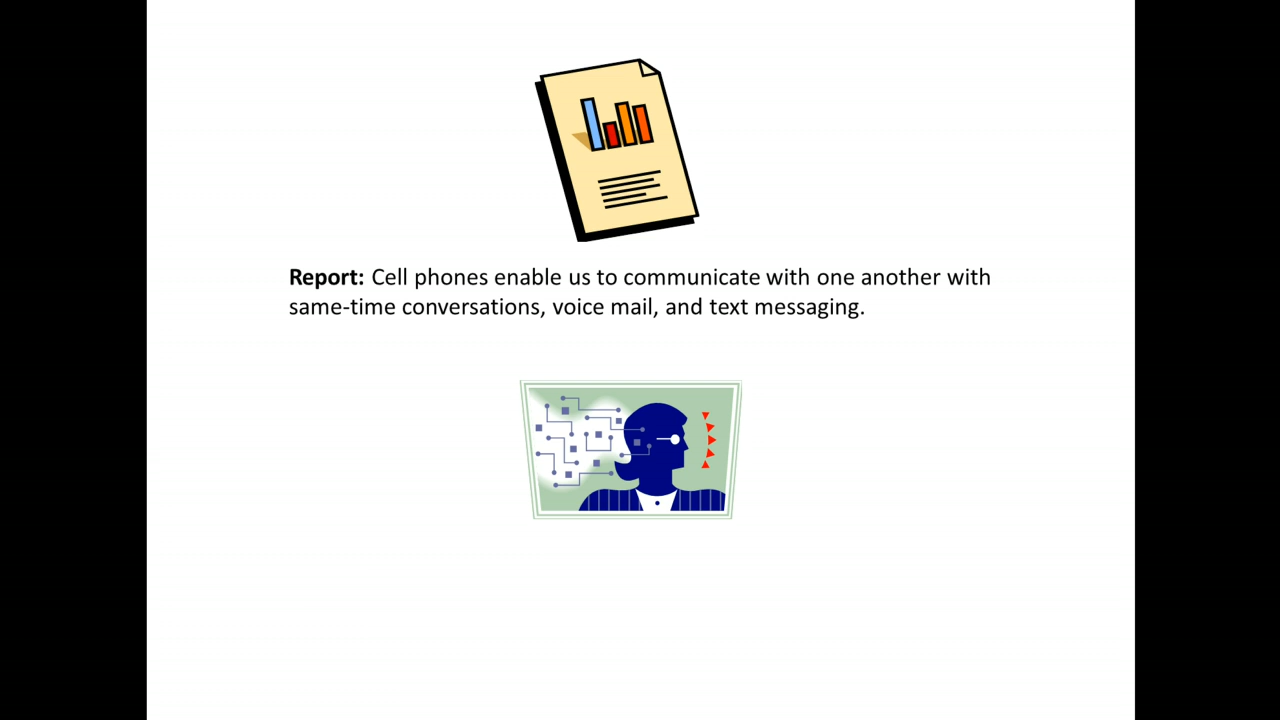 Report: Cell phones enable us to communicate with one another with
same-time conversations, voice mail, and text messaging.